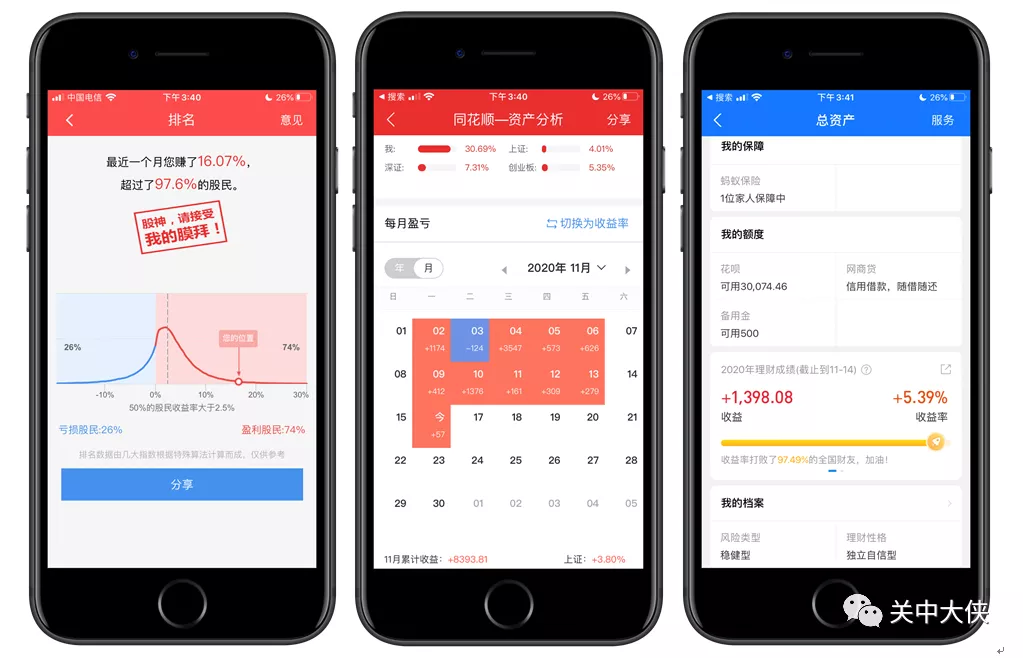 中国电信 下午3:40 26%
排名 意见
最近一个月您赚了16.07%，
超过了97.6%的股民。
股神，请接受
我的膜拜！
您的位置
26% 74%
-10% 0% 10% 20% 30%
50%的股民收益率大于2.5%
亏损股民:26% 盈利股民:74%
排名数据由几大指数根据特殊算法计算而成，仅供参考
分享
搜索 下午3:40 26%
同花顺—资产分析 分享
我: 30.69% 上证: 4.01%
深证: 7.31% 创业板: 5.35%
每月盈亏 切换为收益率
年 月 2020年 11月
日 一 二 三 四 五 六
01 02 03 04 05 06 07
+1174 -124 +3547 +573 +626
08 09 10 11 12 13 14
+412 +1376 +161 +309 +279
15 今 17 18 19 20 21
+57
22 23 24 25 26 27 28
29 30 01 02 03 04 05
11月累计收益: +8393.81 上证: +3.80%
搜索 下午3:41 26%
总资产 服务
我的保障
蚂蚁保险
1位家人保障中
我的额度
花呗 网商贷
可用30,074.46 信用借款，随借随还
备用金
可用500
2020年理财成绩(截止到11-14)
+1,398.08 +5.39%
收益 收益率
收益率打败了97.49%的全国财友，加油！
我的档案
风险类型 理财性格
稳健型 独立自信型
关中大侠